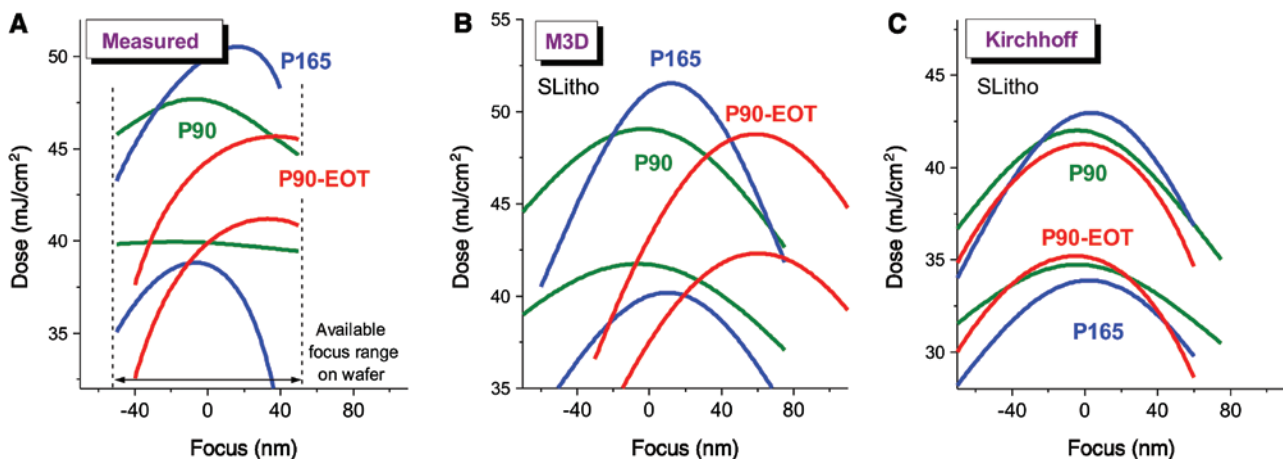 A
Measured
P165
P90
P90-EOT
Available
focus range
on wafer
50
45
40
35
-40
0
40
80
Dose (mJ/cm²)
Focus (nm)
B
M3D
SLitho
P165
P90-EOT
P90
55
50
45
40
35
-40
0
40
80
Dose (mJ/cm²)
Focus (nm)
C
Kirchhoff
SLitho
P90
P90-EOT
P165
45
40
35
30
-40
0
40
80
Dose (mJ/cm²)
Focus (nm)